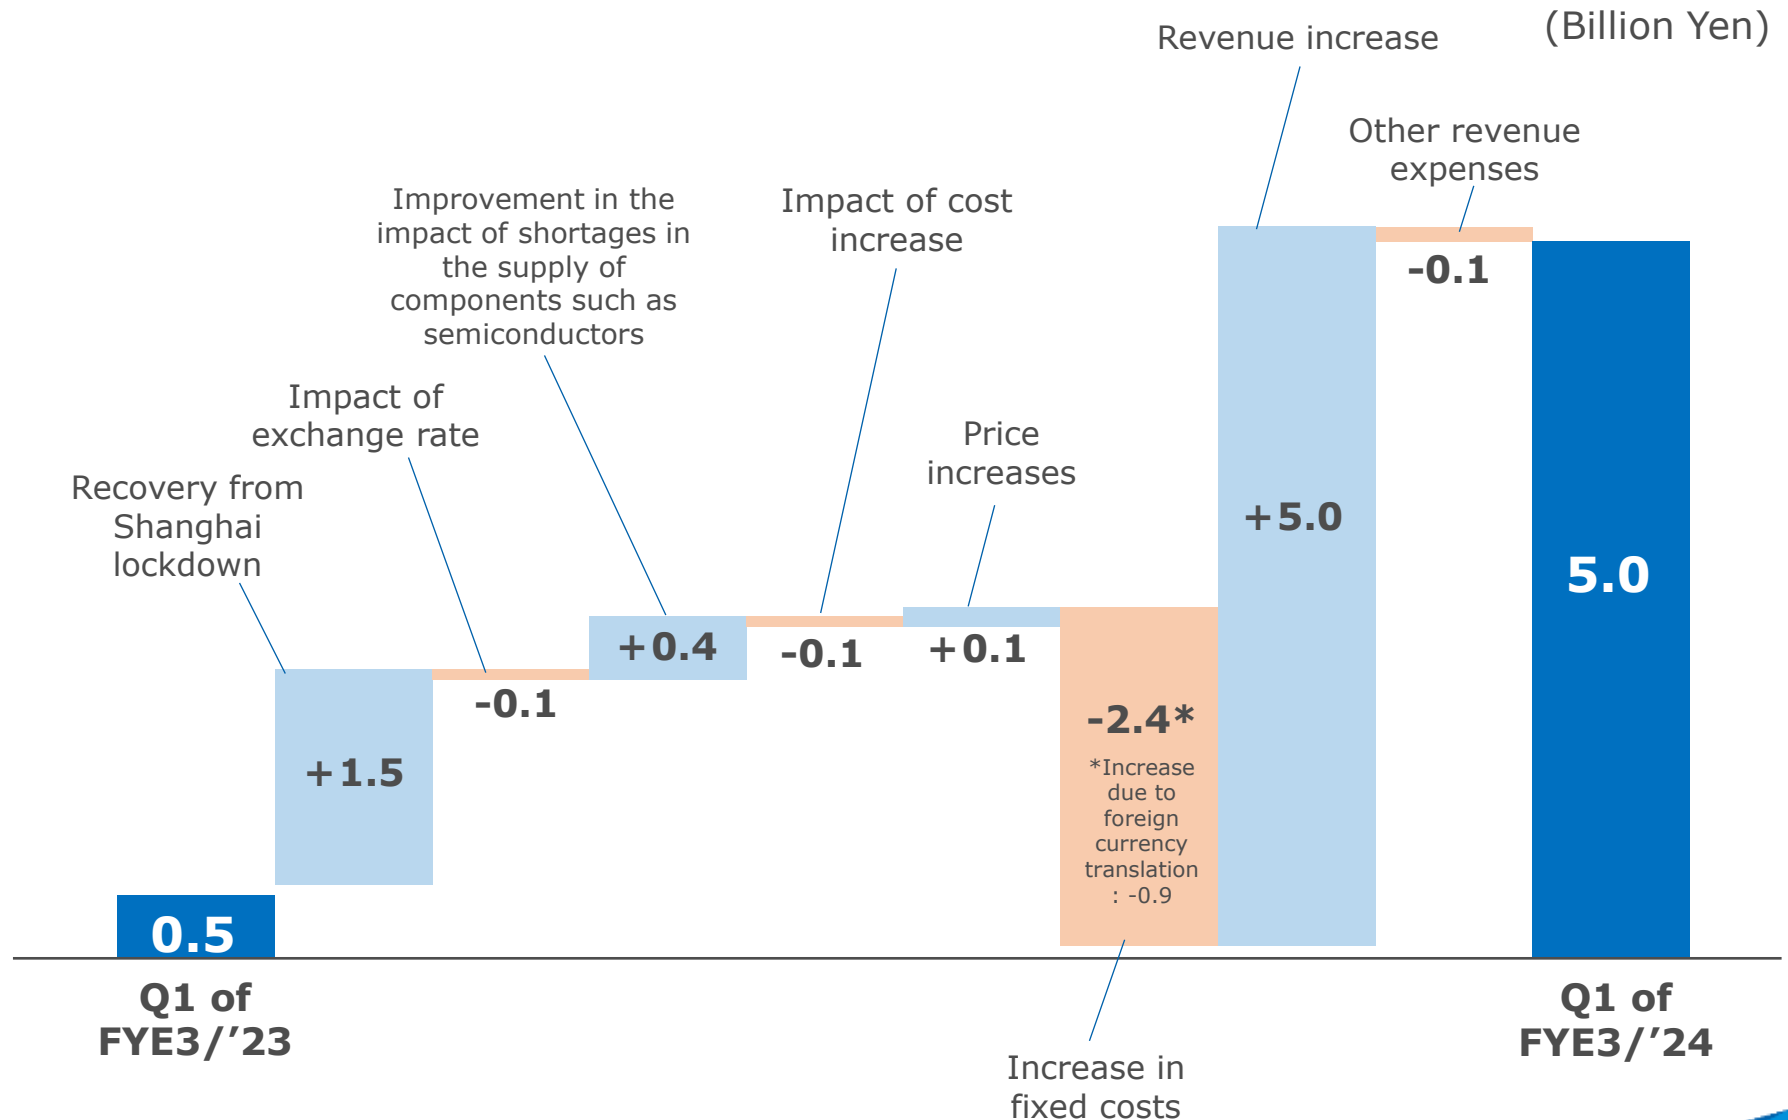 (Billion Yen)
Revenue increase
Other revenue
expenses
Impact of cost
increase
Improvement in the
impact of shortages in
the supply of
components such as
semiconductors
Impact of
exchange rate
Price
increases
Recovery from
Shanghai
lockdown
0.5
+1.5
-0.1
+0.4
-0.1
+0.1
-2.4*
*Increase
due to
foreign
currency
translation
: -0.9
+5.0
-0.1
5.0
Q1 of
FYE3/’23
Increase in
fixed costs
Q1 of
FYE3/’24